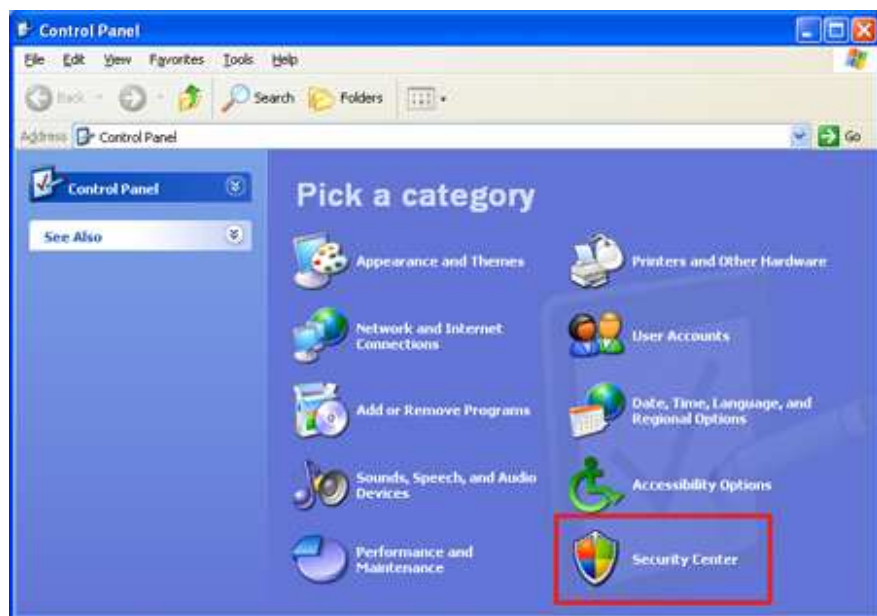 Control Panel
File Edit View Favorites Tools Help
Back Search Folders
Address Control Panel Go
Control Panel
See Also
Pick a category
Appearance and Themes
Printers and Other Hardware
Network and Internet
Connections
User Accounts
Add or Remove Programs
Date, Time, Language, and
Regional Options
Sounds, Speech, and Audio
Devices
Accessibility Options
Performance and
Maintenance
Security Center